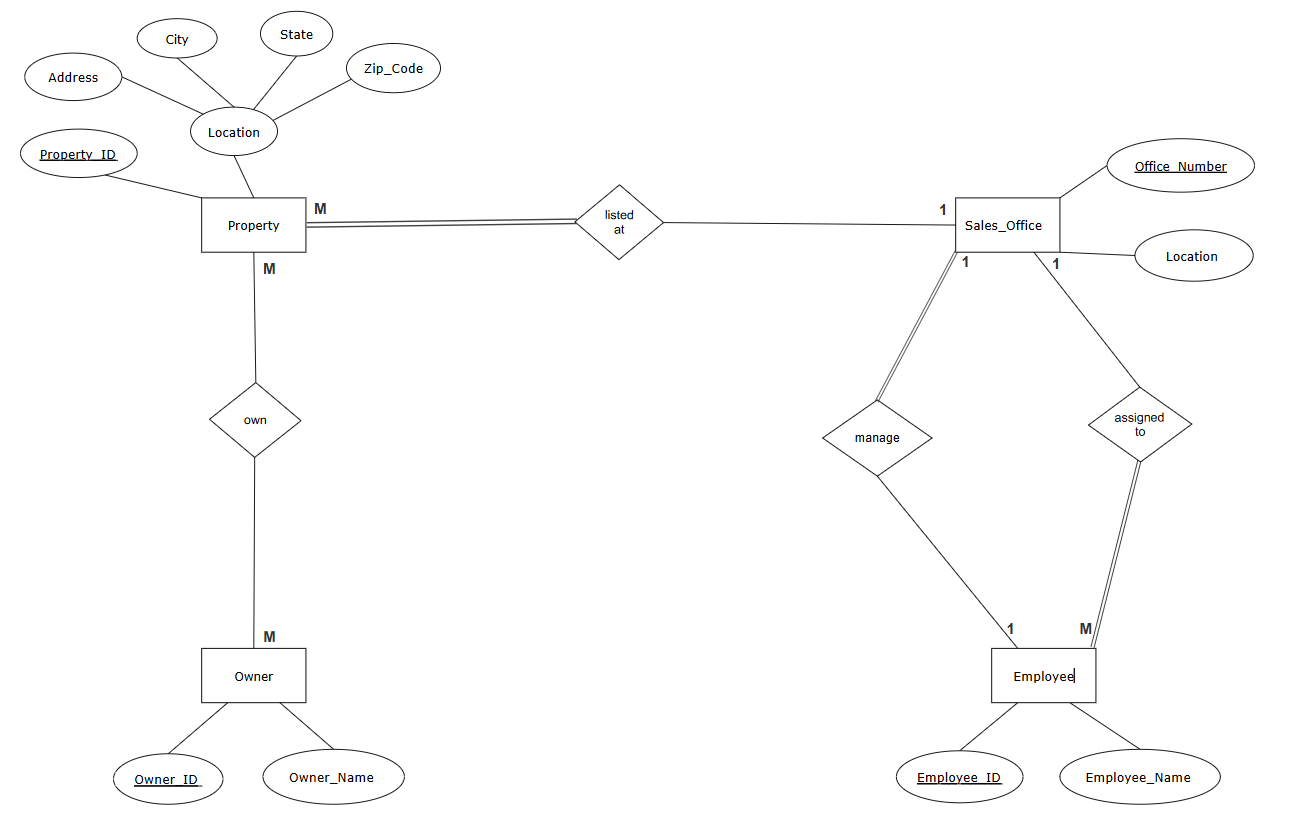 City
State
Address
Zip_Code
Location
Property_ID
Office_Number
M
listed
at
1
Property
Sales_Office
Location
M
1
1
own
manage
assigned
to
M
1
M
Owner
Employee
Owner_ID
Owner_Name
Employee_ID
Employee_Name